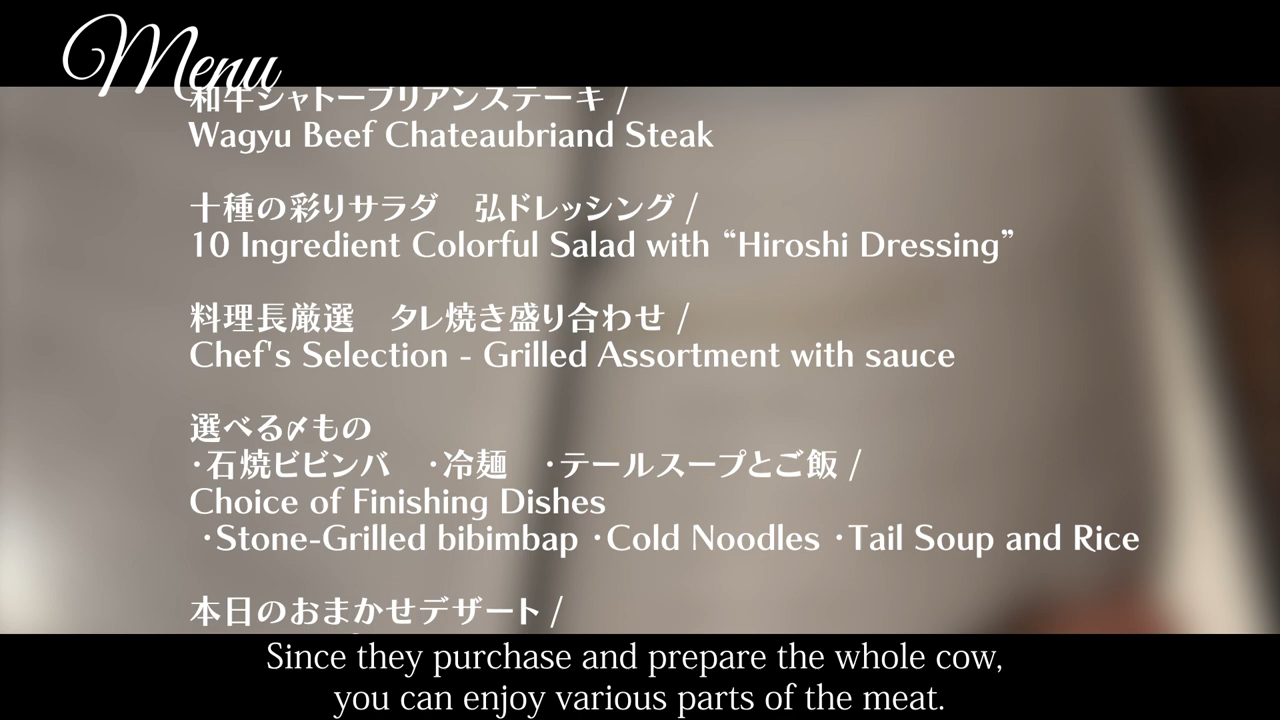 Menu
和牛シャトーブリアンステーキ /
Wagyu Beef Chateaubriand Steak
十種の彩りサラダ　弘ドレッシング /
10 Ingredient Colorful Salad with “Hiroshi Dressing”
料理長厳選　タレ焼き盛り合わせ /
Chef's Selection - Grilled Assortment with sauce
選べる〆もの
・石焼ビビンバ　・冷麺　・テールスープとご飯 /
Choice of Finishing Dishes
・Stone-Grilled bibimbap ・Cold Noodles ・Tail Soup and Rice
本日のおまかせデザート /
Since they purchase and prepare the whole cow,
you can enjoy various parts of the meat.